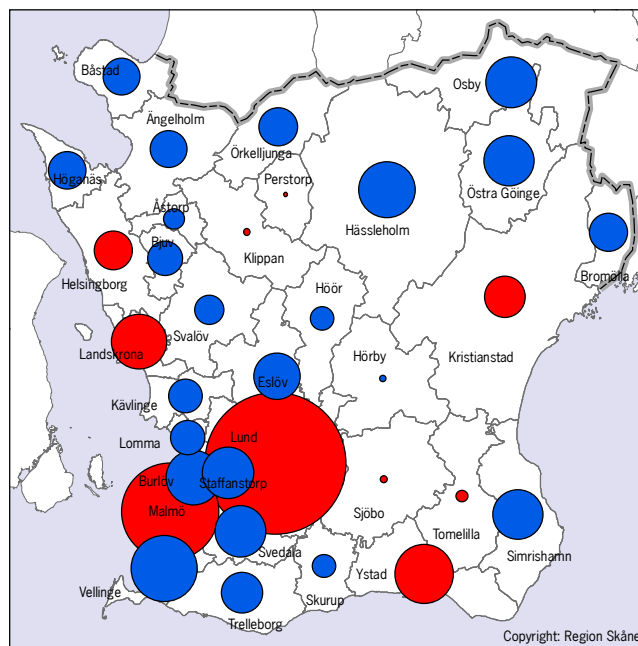 Båstad
Osby
Ängelholm
Örkelljunga
Höganäs
Perstorp
Östra Göinge
Åstorp
Hässleholm
Bjuv
Klippan
Helsingborg
Bromölla
Höör
Svalöv
Landskrona
Hörby
Kristianstad
Eslöv
Kävlinge
Lomma
Lund
Burlöv
Staffanstorp
Malmö
Sjöbo
Tomelilla
Svedala
Simrishamn
Ystad
Vellinge
Skurup
Trelleborg
Copyright: Region Skåne